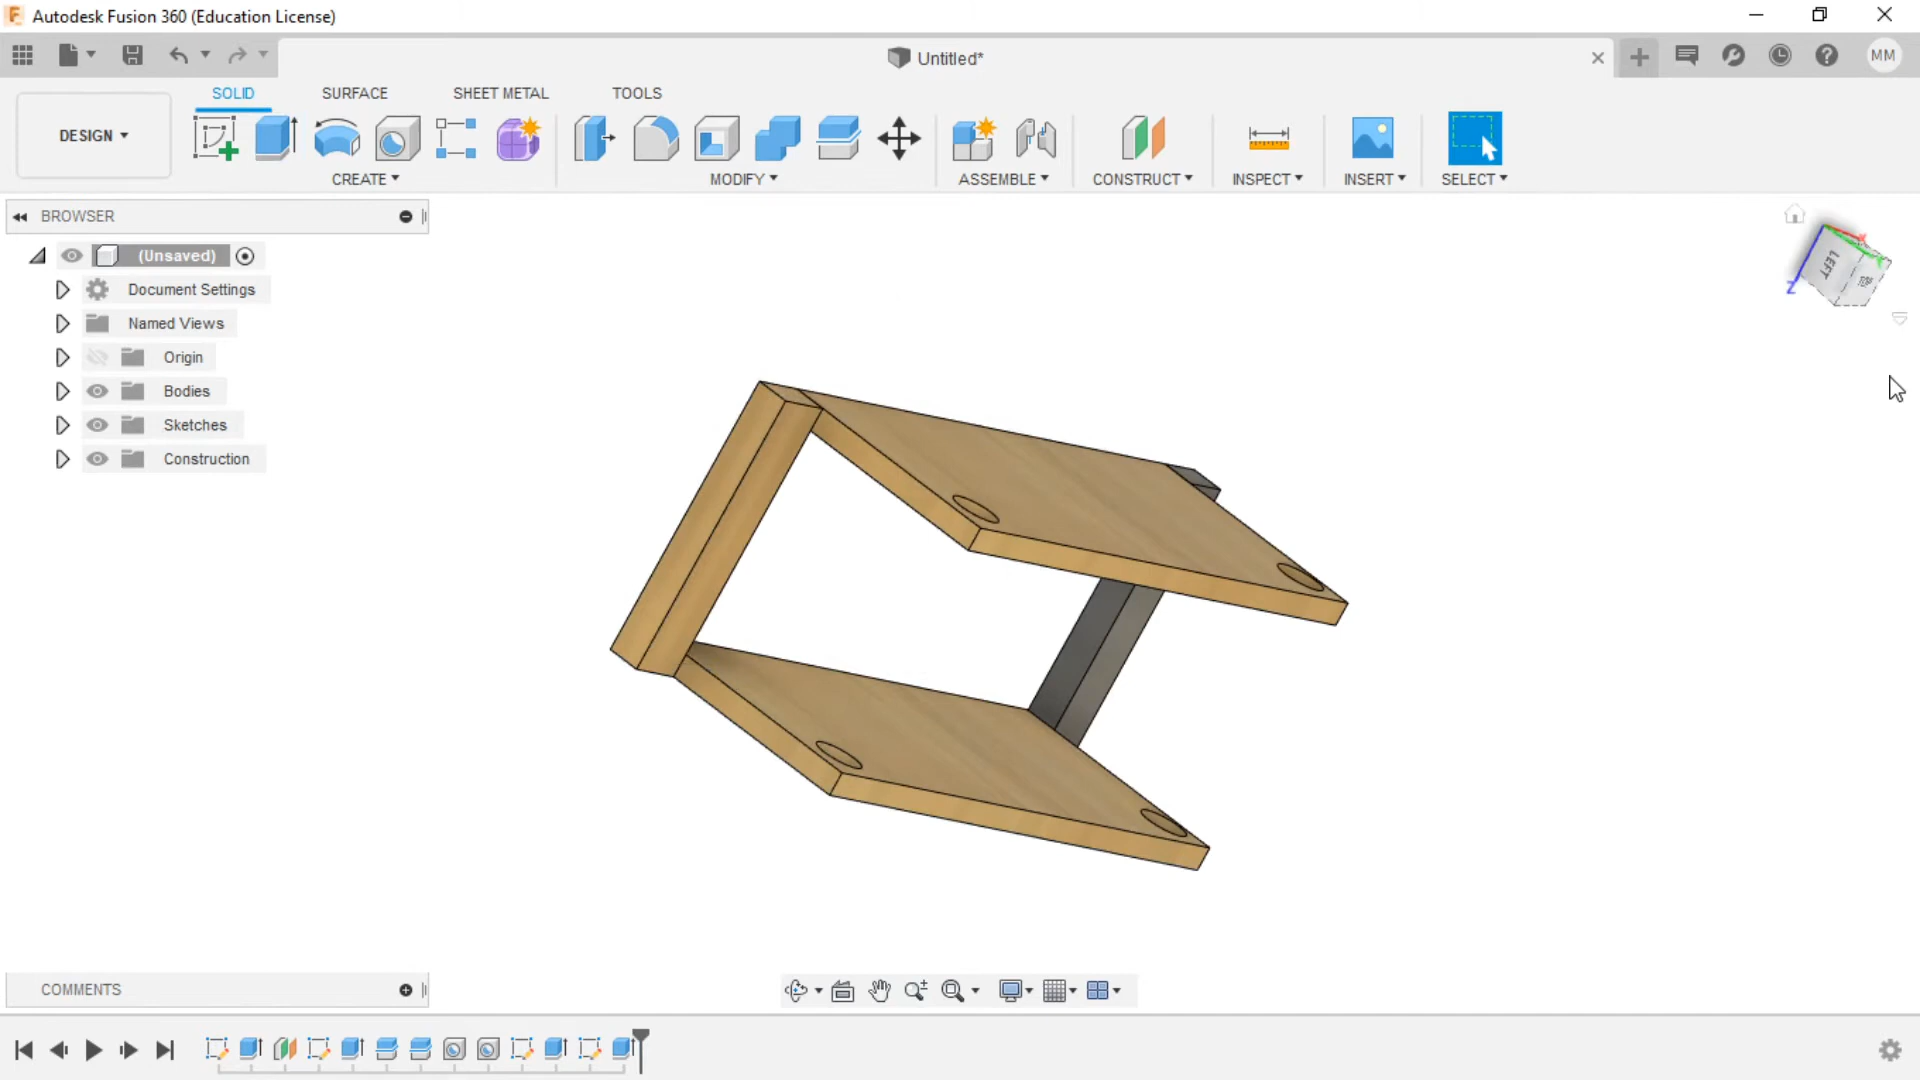 Autodesk Fusion 360 (Education License)
Untitled*
MM
DESIGN
SOLID
SURFACE
SHEET METAL
TOOLS
CREATE
MODIFY
ASSEMBLE
CONSTRUCT
INSPECT
INSERT
SELECT
BROWSER
(Unsaved)
Document Settings
Named Views
Origin
Bodies
Sketches
Construction
X
Y
Z
LEFT
TOP
COMMENTS